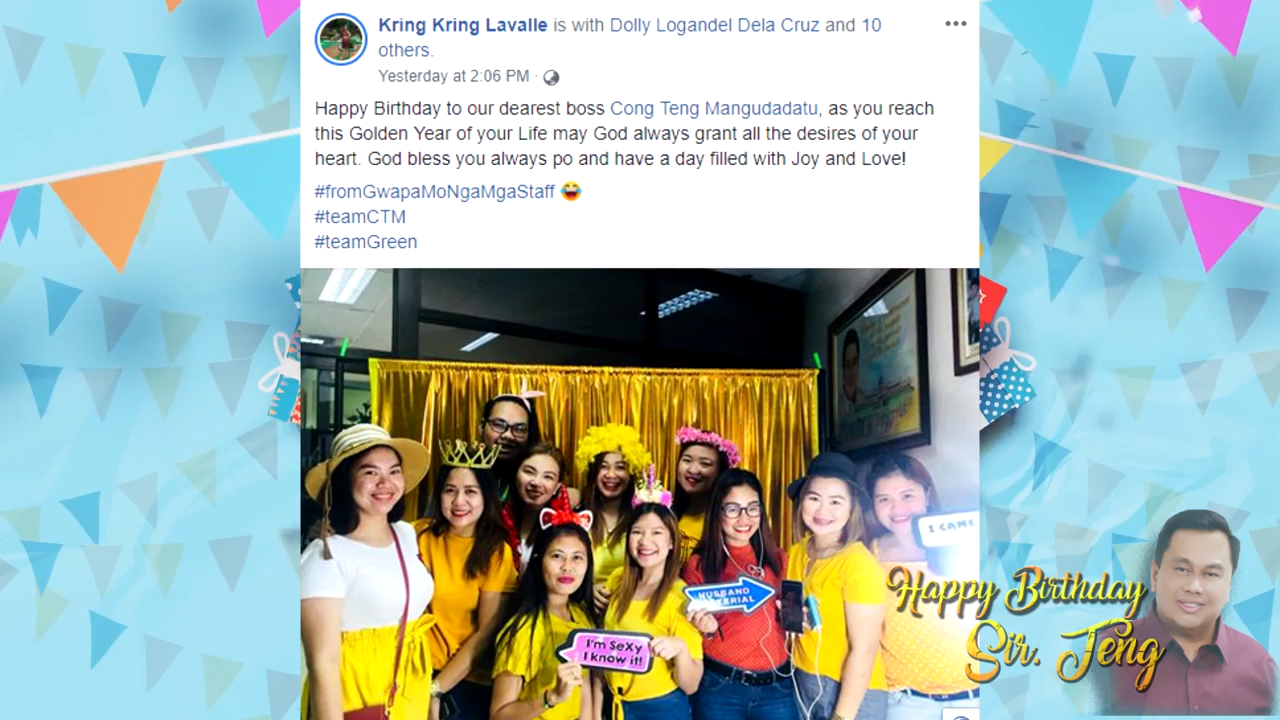 Kring Kring Lavalle is with Dolly Logandel Dela Cruz and 10
others.
Yesterday at 2:06 PM ·
Happy Birthday to our dearest boss Cong Teng Mangudadatu, as you reach
this Golden Year of your Life may God always grant all the desires of your
heart. God bless you always po and have a day filled with Joy and Love!
#fromGwapaMoNgaMgaStaff 😂
#teamCTM
#teamGreen
I CAME
HUSBAND
MATERIAL
I'm SeXy
I know it!
Happy Birthday
Sir. Teng